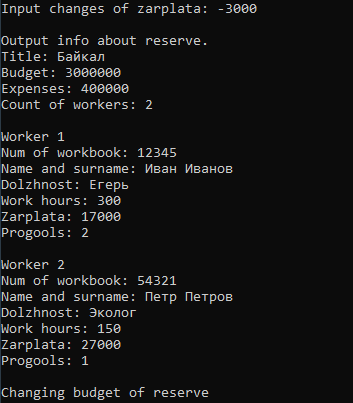 Input changes of zarplata: -3000
Output info about reserve.
Title: Байкал
Budget: 3000000
Expenses: 400000
Count of workers: 2
Worker 1
Num of workbook: 12345
Name and surname: Иван Иванов
Dolzhnost: Егерь
Work hours: 300
Zarplata: 17000
Progools: 2
Worker 2
Num of workbook: 54321
Name and surname: Петр Петров
Dolzhnost: Эколог
Work hours: 150
Zarplata: 27000
Progools: 1
Changing budget of reserve